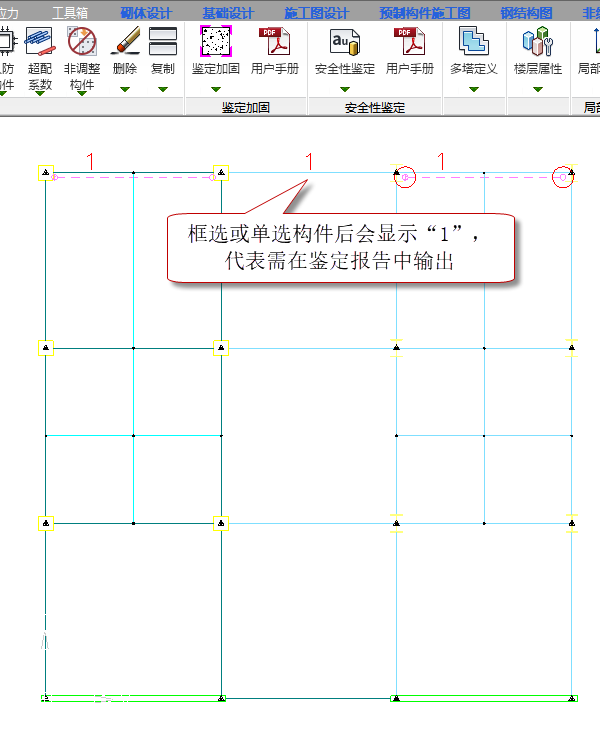 应力 工具箱 砌体设计 基础设计 施工图设计 预制构件施工图 钢结构图
防 超配 非调整 删除 复制 鉴定加固 用户手册 安全性鉴定 用户手册 多塔定义 楼层属性 局部
件 系数 构件
鉴定加固 安全性鉴定 局部
1 1 1
框选或单选构件后会显示“1”，
代表需在鉴定报告中输出